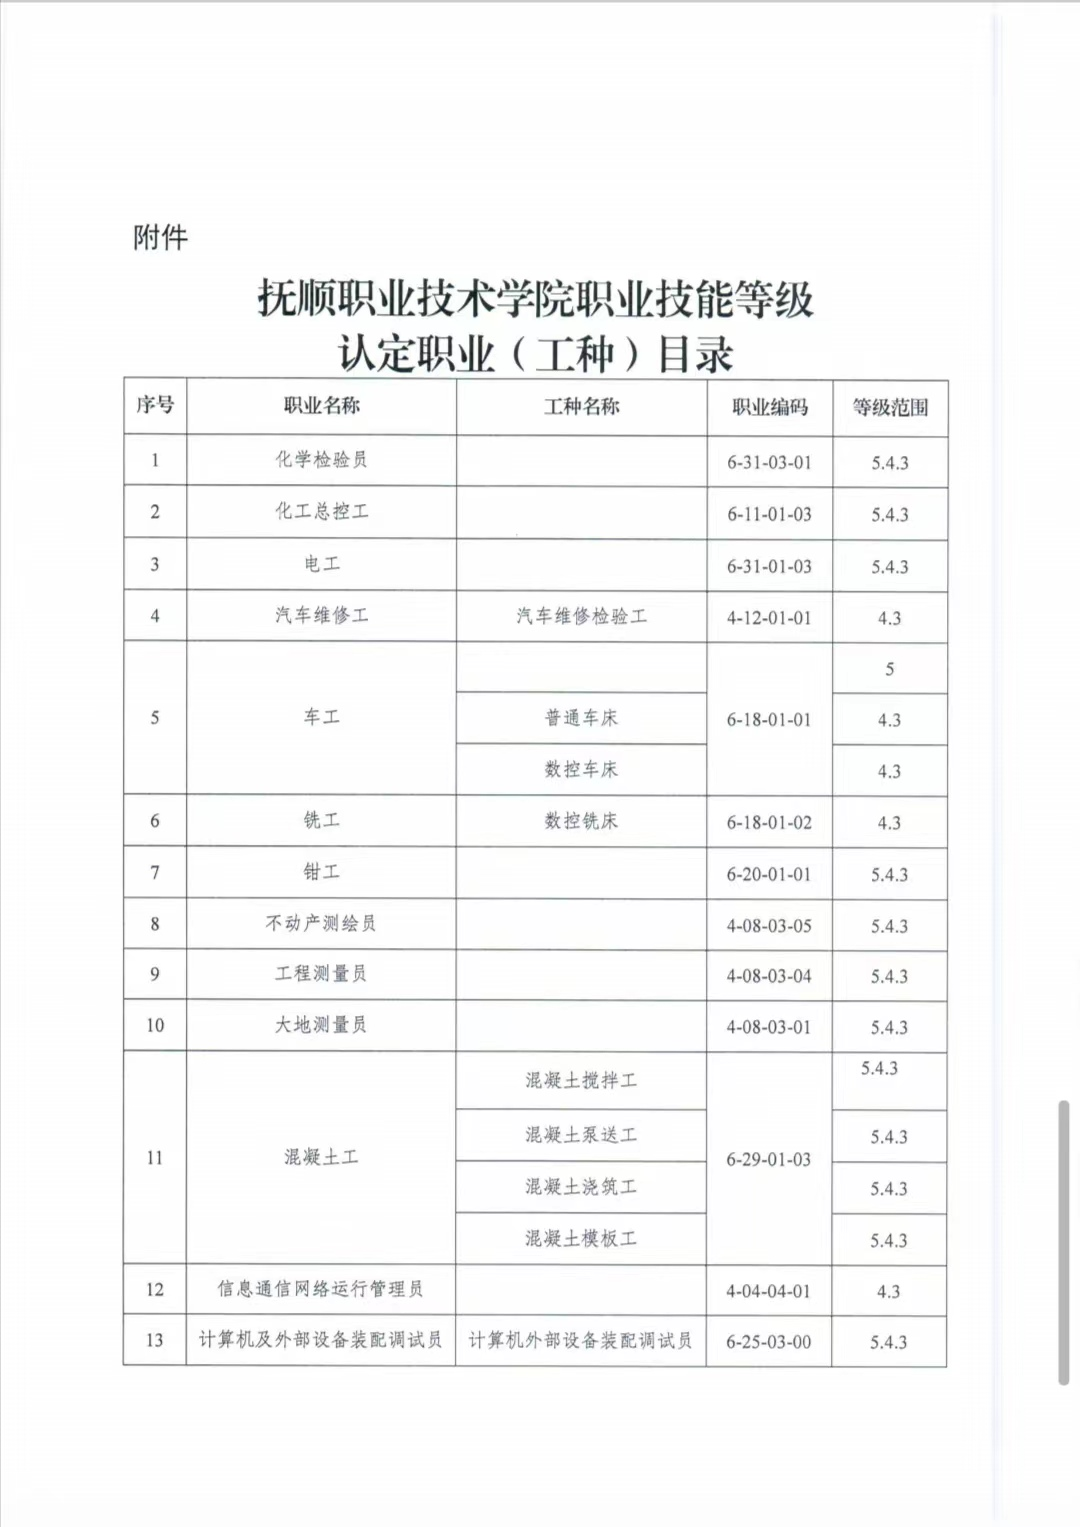 附件
抚顺职业技术学院职业技能等级
认定职业（工种）目录
序号 职业名称 工种名称 职业编码 等级范围
1 化学检验员 6-31-03-01 5.4.3
2 化工总控工 6-11-01-03 5.4.3
3 电工 6-31-01-03 5.4.3
4 汽车维修工 汽车维修检验工 4-12-01-01 4.3
5
5 车工 普通车床 6-18-01-01 4.3
数控车床 4.3
6 铣工 数控铣床 6-18-01-02 4.3
7 钳工 6-20-01-01 5.4.3
8 不动产测绘员 4-08-03-05 5.4.3
9 工程测量员 4-08-03-04 5.4.3
10 大地测量员 4-08-03-01 5.4.3
混凝土搅拌工 5.4.3
混凝土泵送工 5.4.3
11 混凝土工 6-29-01-03
混凝土浇筑工 5.4.3
混凝土模板工 5.4.3
12 信息通信网络运行管理员 4-04-04-01 4.3
13 计算机及外部设备装配调试员 计算机外部设备装配调试员 6-25-03-00 5.4.3